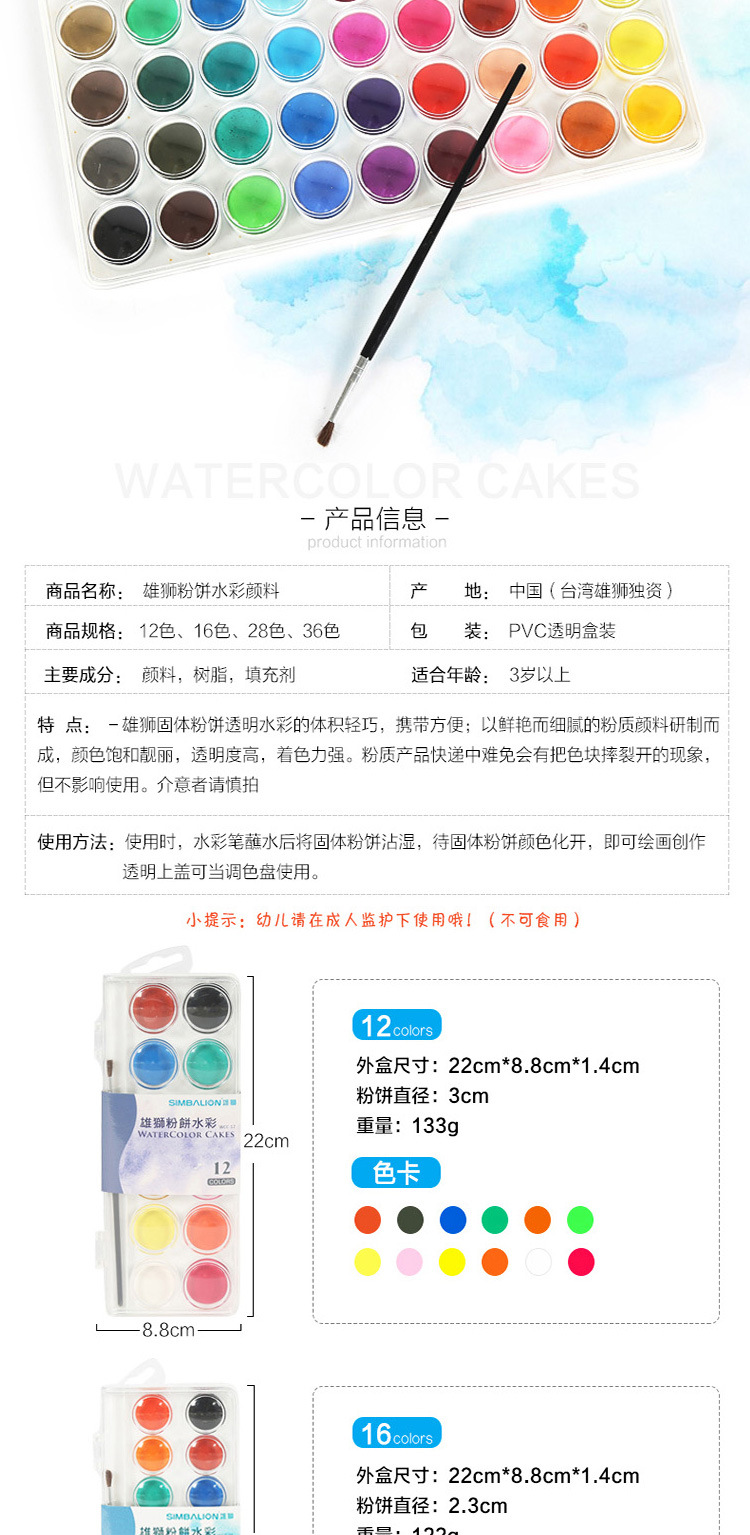 WATERCOLOR CAKES
– 产品信息 –
product information
商品名称： 雄狮粉饼水彩颜料
产 地： 中国（台湾雄狮独资）
商品规格： 12色、16色、28色、36色
包 装： PVC透明盒装
主要成分： 颜料，树脂，填充剂
适合年龄： 3岁以上
特 点： －雄狮固体粉饼透明水彩的体积轻巧，携带方便；以鲜艳而细腻的粉质颜料研制而
成，颜色饱和靓丽，透明度高，着色力强。粉质产品快递中难免会有把色块摔裂开的现象，
但不影响使用。介意者请慎拍
使用方法：使用时，水彩笔蘸水后将固体粉饼沾湿，待固体粉饼颜色化开，即可绘画创作
透明上盖可当调色盘使用。
小提示：幼儿请在成人监护下使用哦！（不可食用）
SIMBALION 雄獅
雄獅粉餅水彩
WATERCOLOR CAKES
12
COLORS
22cm
8.8cm
12colors
外盒尺寸：22cm*8.8cm*1.4cm
粉饼直径：3cm
重量：133g
色卡
SIMBALION 雄獅
雄獅粉餅水彩
16colors
外盒尺寸：22cm*8.8cm*1.4cm
粉饼直径：2.3cm
重量：122g